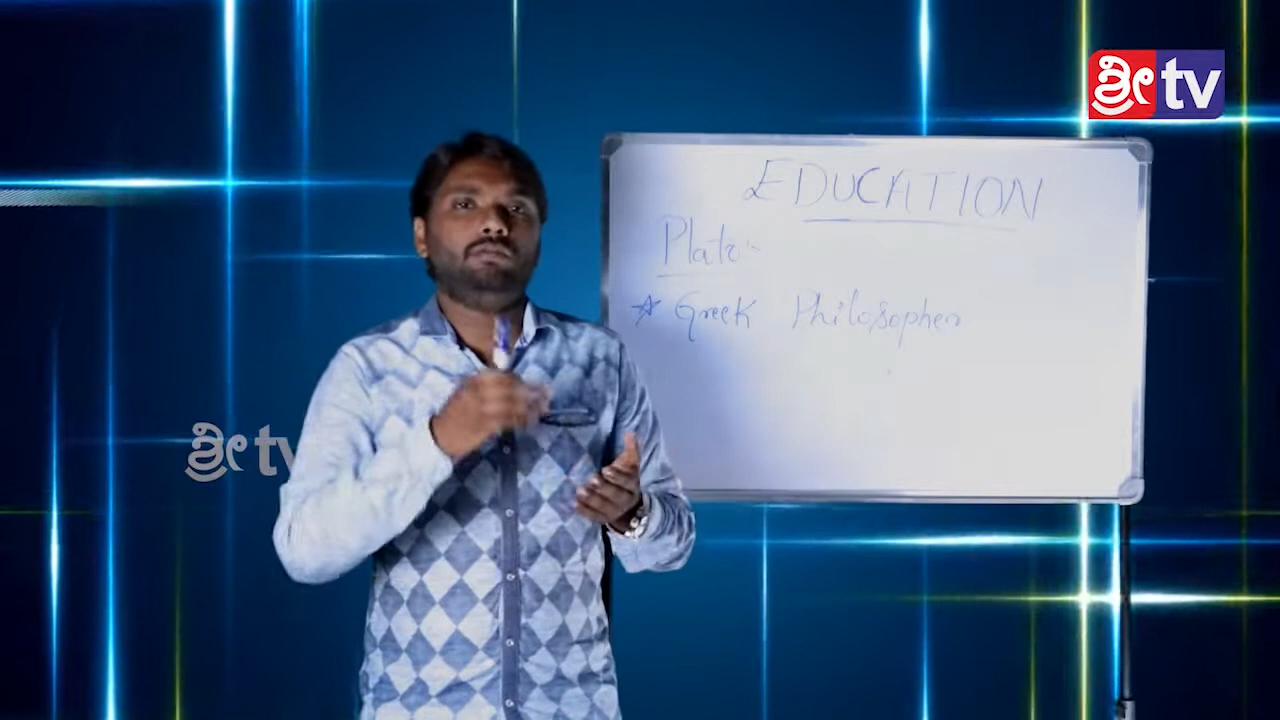 ಶ್ರೀ tv
EDUCATION
Plato:-
* Greek Philosopher
ಶ್ರೀ tv